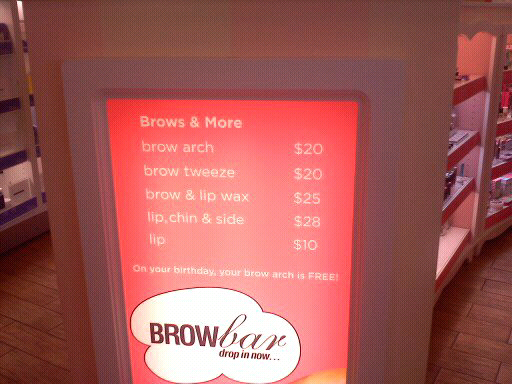 Brows & More
brow arch $20
brow tweeze $20
brow & lip wax $25
lip,chin & side $28
lip $10
On your birthday, your brow arch is FREE!
BROWbar
drop in now...